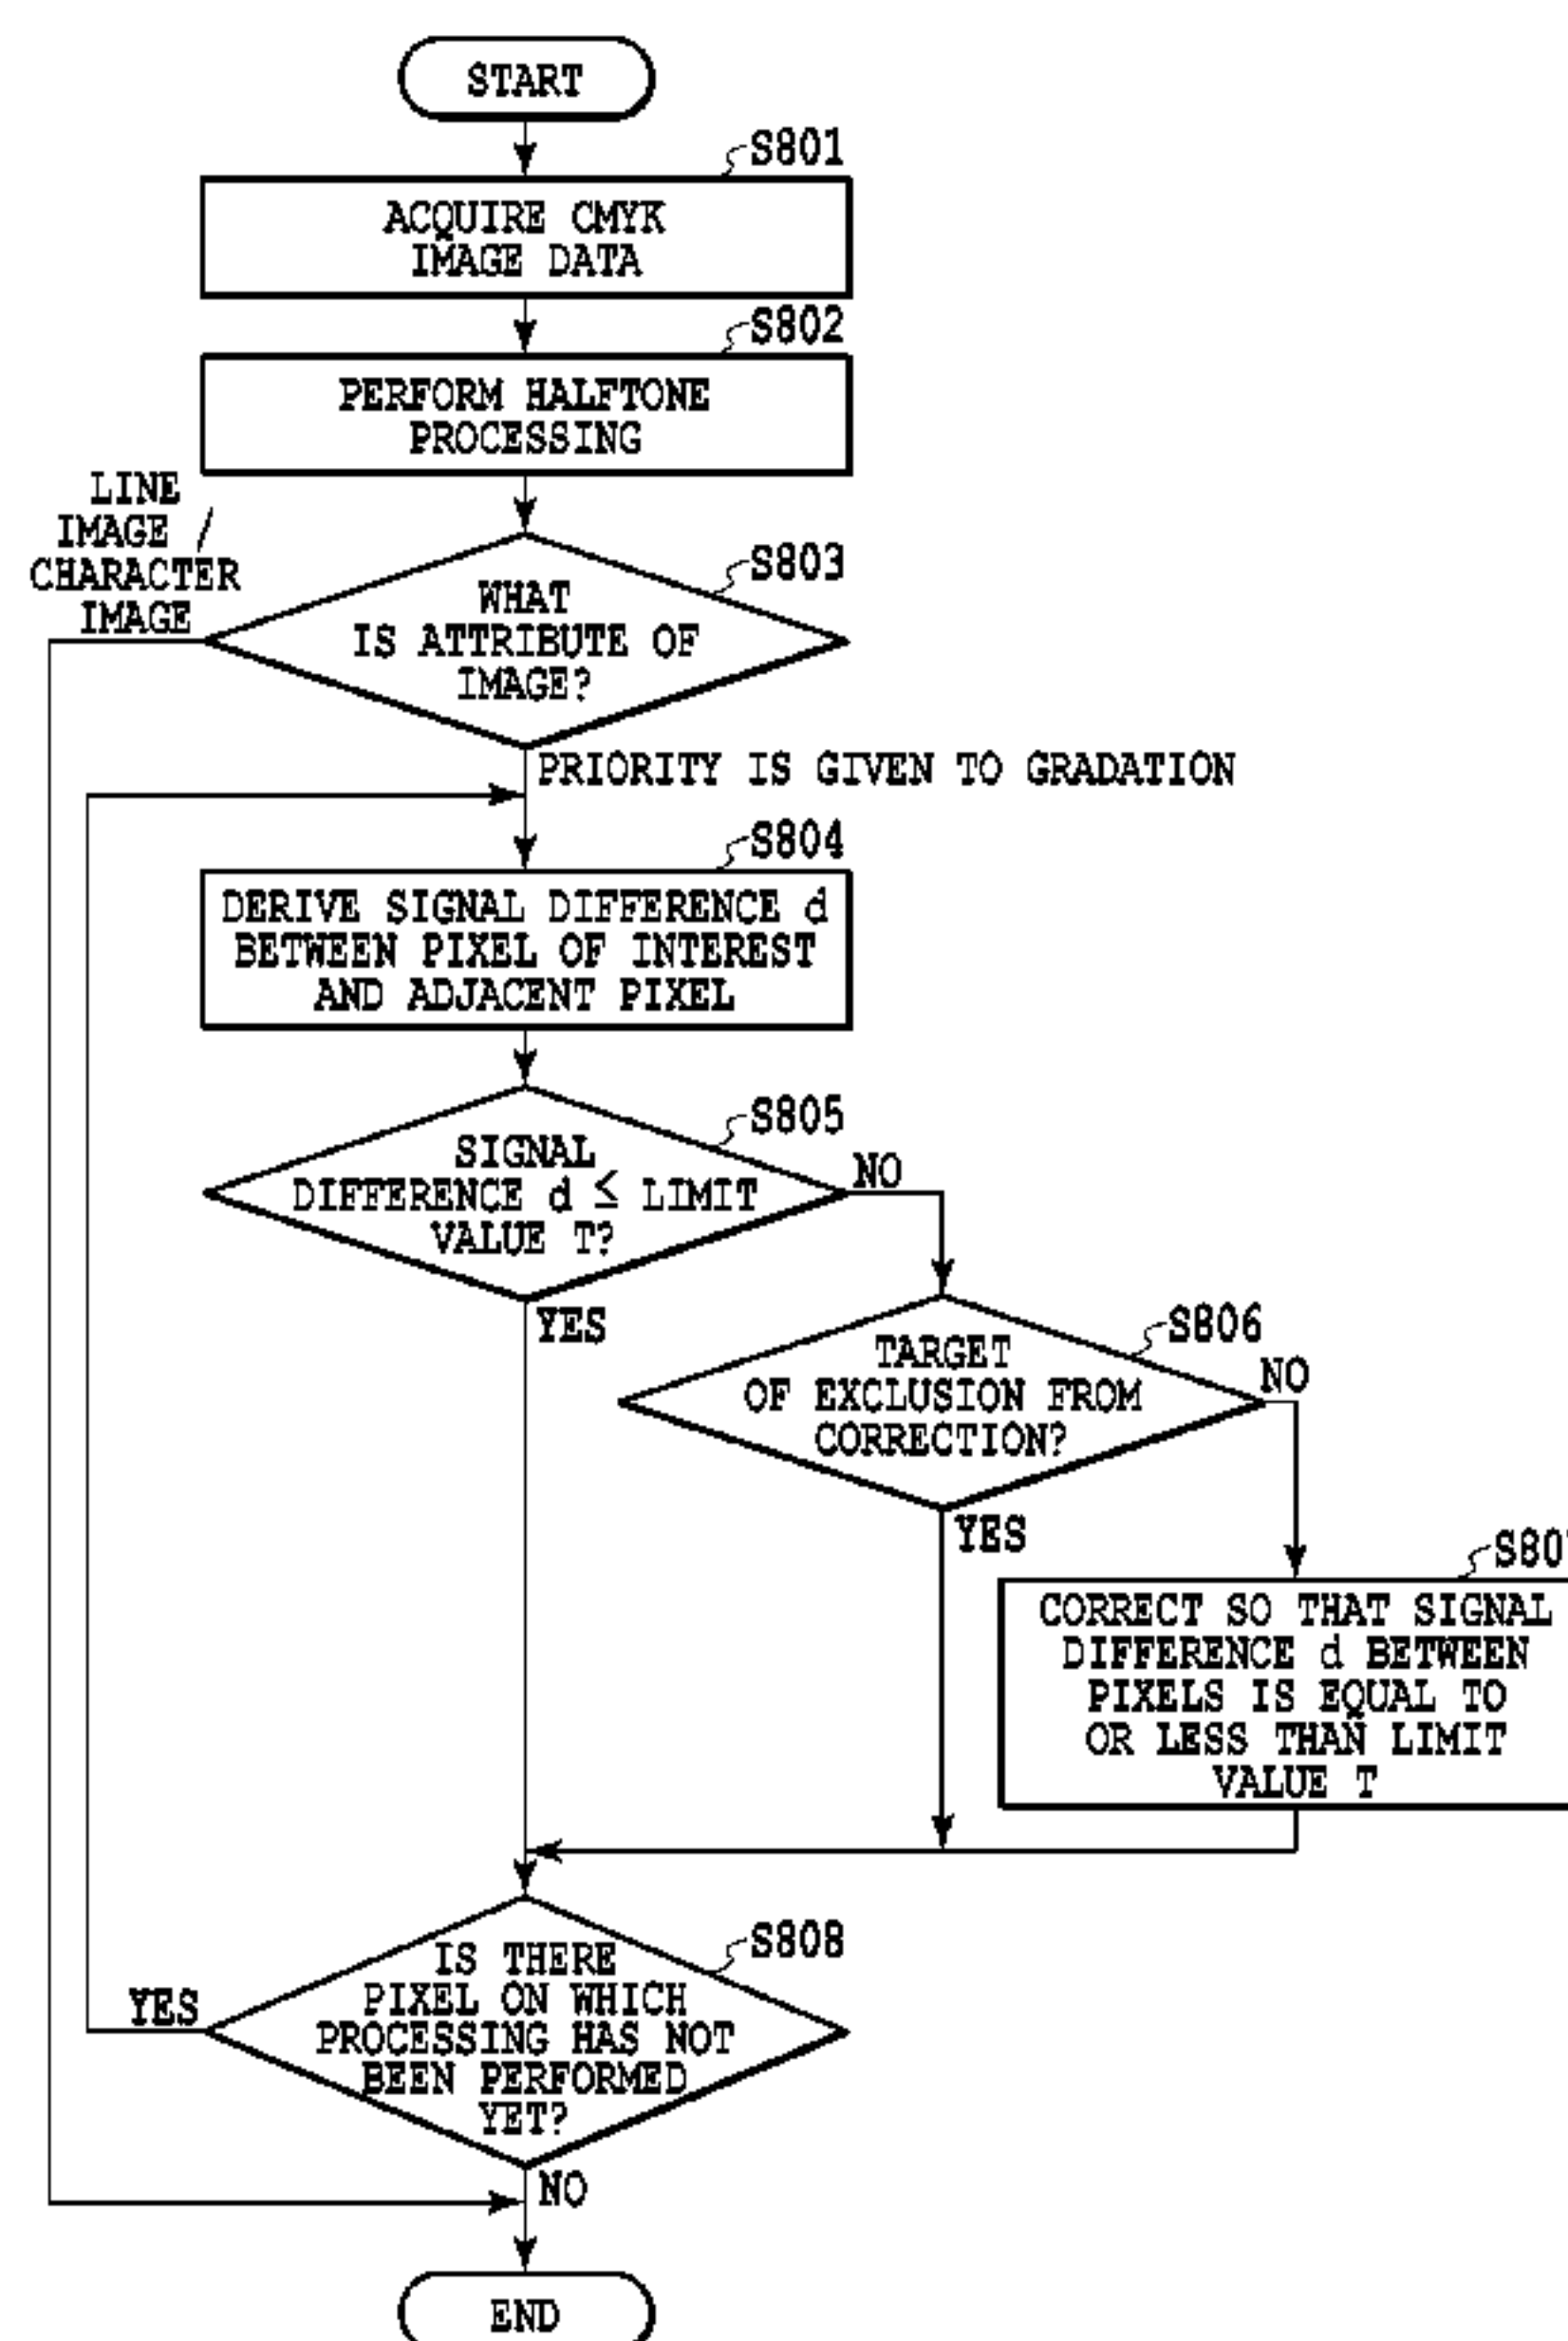 START
S801
ACQUIRE CMYK
IMAGE DATA
S802
PERFORM HALFTONE
PROCESSING
LINE
IMAGE /
CHARACTER
IMAGE
S803
WHAT
IS ATTRIBUTE OF
IMAGE?
PRIORITY IS GIVEN TO GRADATION
S804
DERIVE SIGNAL DIFFERENCE d
BETWEEN PIXEL OF INTEREST
AND ADJACENT PIXEL
S805
SIGNAL
DIFFERENCE d ≤ LIMIT
VALUE T?
NO
YES
S806
TARGET
OF EXCLUSION FROM
CORRECTION?
NO
YES
CORRECT SO THAT SIGNAL
DIFFERENCE d BETWEEN
PIXELS IS EQUAL TO
OR LESS THAN LIMIT
VALUE T
S808
IS THERE
PIXEL ON WHICH
PROCESSING HAS NOT
BEEN PERFORMED
YET?
YES
NO
END